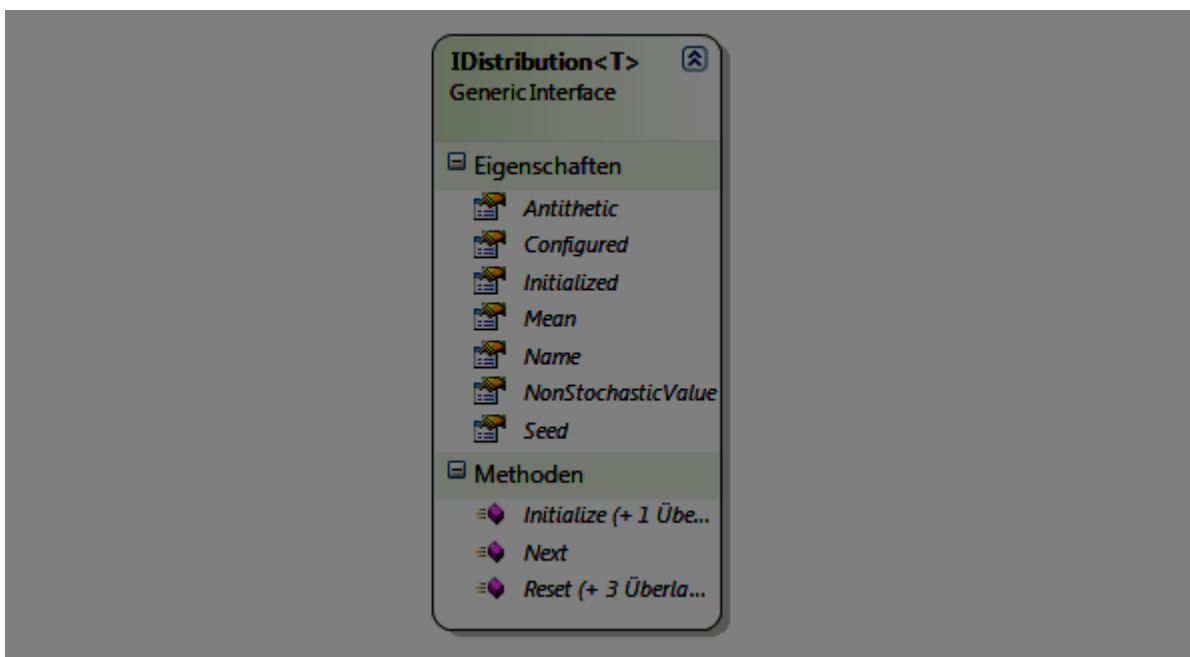 IDistribution<T>
Generic Interface
Eigenschaften
Antithetic
Configured
Initialized
Mean
Name
NonStochasticValue
Seed
Methoden
Initialize (+ 1 Übe...
Next
Reset (+ 3 Überla...